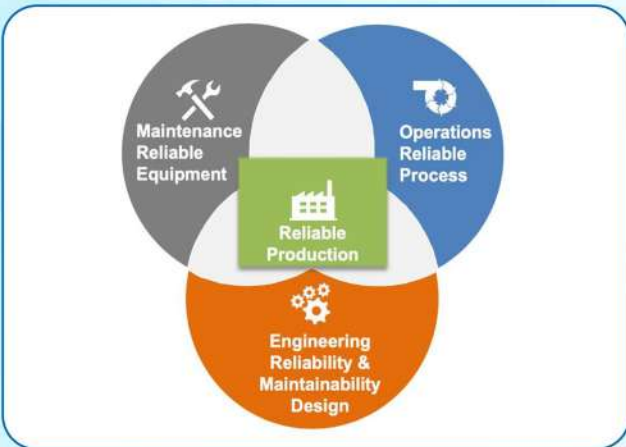 Maintenance
Reliable
Equipment
Operations
Reliable
Process
Reliable
Production
Engineering
Reliability &
Maintainability
Design